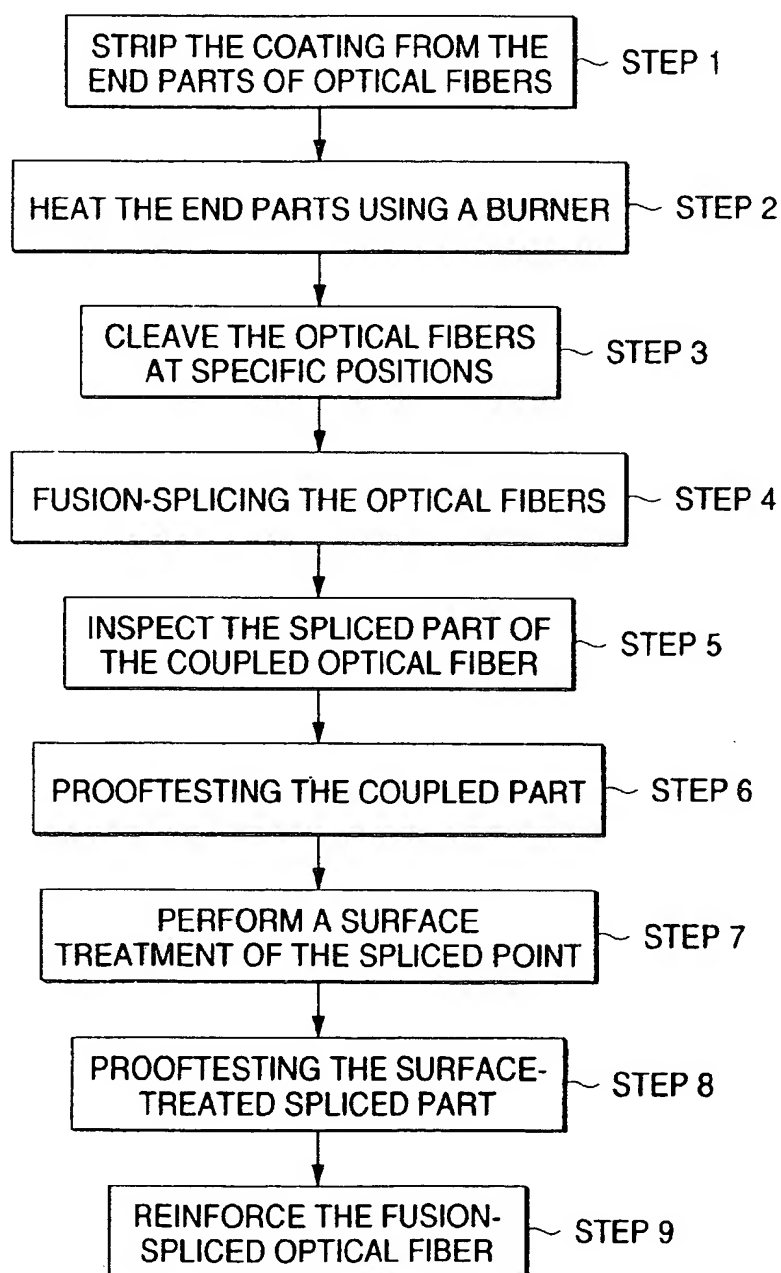 STRIP THE COATING FROM THE
END PARTS OF OPTICAL FIBERS
STEP 1
HEAT THE END PARTS USING A BURNER
STEP 2
CLEAVE THE OPTICAL FIBERS
AT SPECIFIC POSITIONS
STEP 3
FUSION-SPLICING THE OPTICAL FIBERS
STEP 4
INSPECT THE SPLICED PART OF
THE COUPLED OPTICAL FIBER
STEP 5
PROOFTESTING THE COUPLED PART
STEP 6
PERFORM A SURFACE
TREATMENT OF THE SPLICED POINT
STEP 7
PROOFTESTING THE SURFACE-
TREATED SPLICED PART
STEP 8
REINFORCE THE FUSION-
SPLICED OPTICAL FIBER
STEP 9